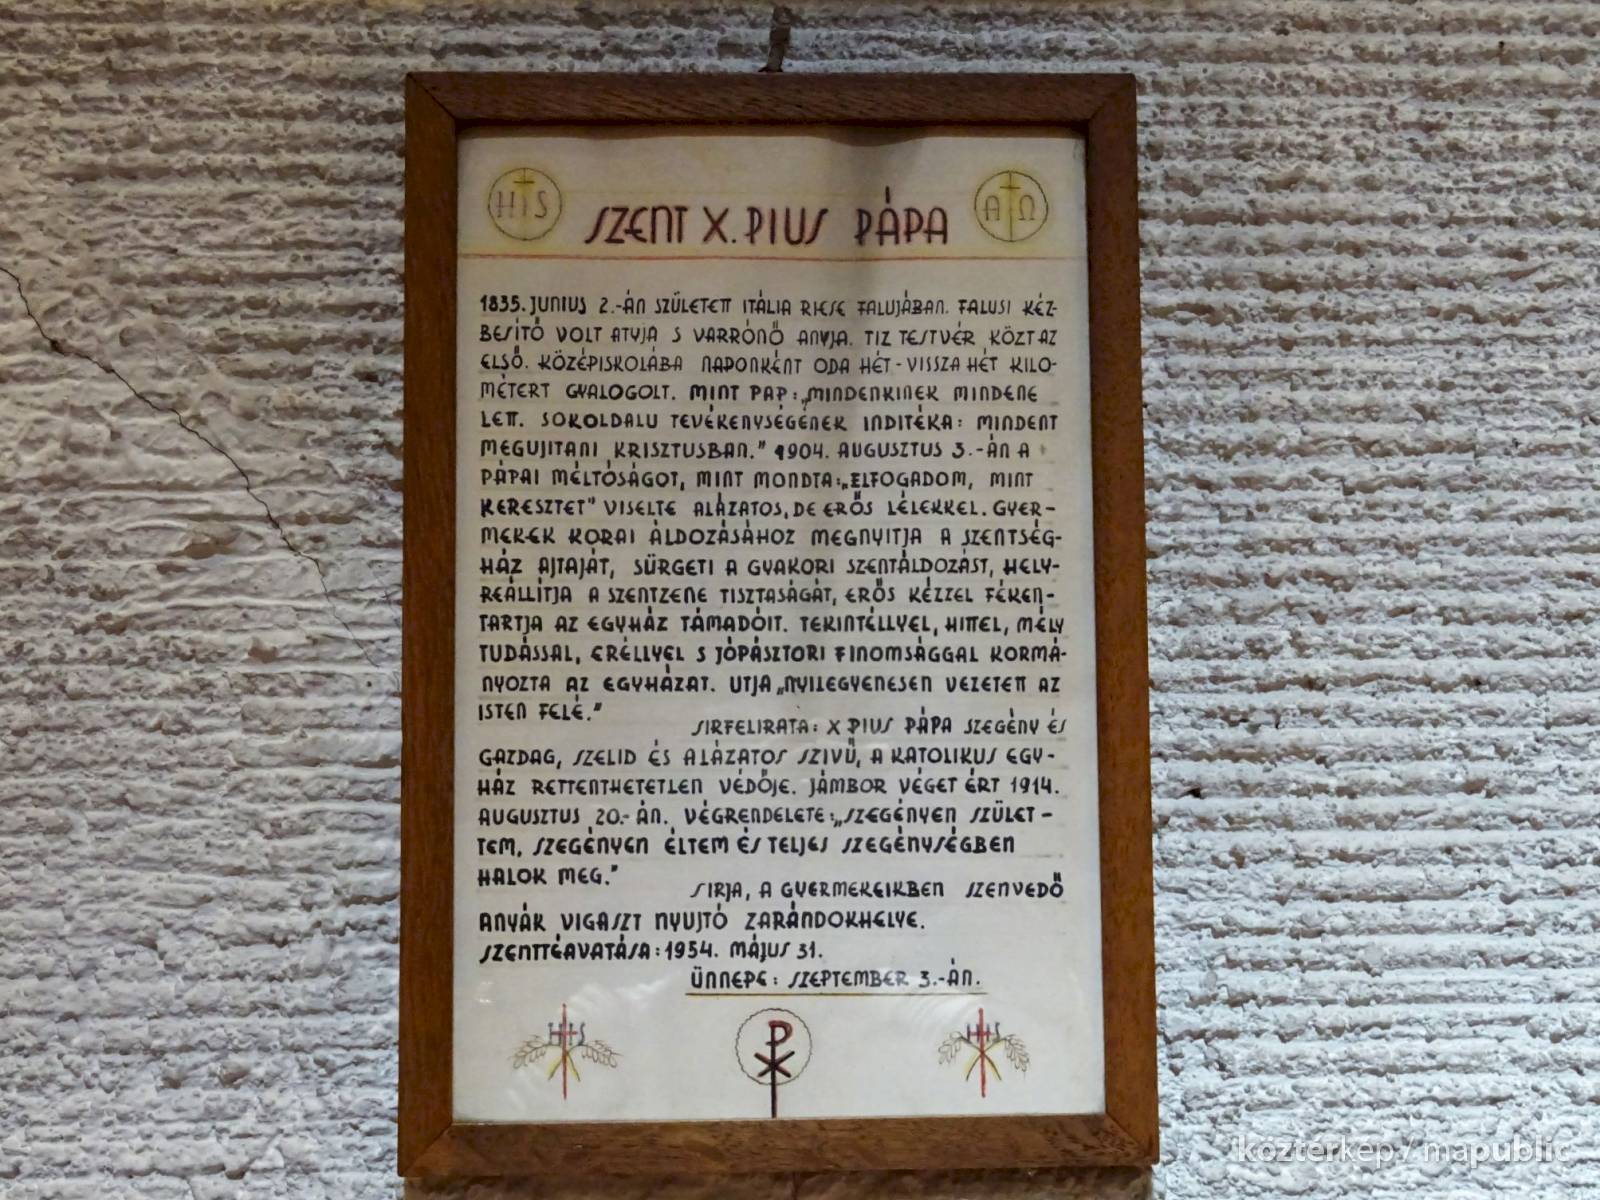 HIS
SZENT X. PIUS PÁPA
A Ω
1835. JUNIUS 2.-ÁN SZÜLETETT ITÁLIA RIESE FALUJÁBAN. FALUSI KÉZ-
BESÍTŐ VOLT ATYJA S VARRÓNŐ ANYJA. TIZ TESTVÉR KÖZT AZ
ELSŐ. KÖZÉPISKOLÁBA NAPONKÉNT ODA HÉT-VISSZA HÉT KILO-
MÉTERT GYALOGOLT. MINT PAP: „MINDENKINEK MINDENE
LETT. SOKOLDALU TEVÉKENYSÉGÉNEK INDITÉKA: MINDENT
MEGUJITANI KRISZTUSBAN.” 1904. AUGUSZTUS 3.-ÁN A
PÁPAI MÉLTÓSÁGOT, MINT MONDTA: „ELFOGADOM, MINT
KERESZTET” VISELTE ALÁZATOS, DE ERŐS LÉLEKKEL. GYER-
MEKEK KORAI ÁLDOZÁSÁHOZ MEGNYITJA A SZENTSÉG-
HÁZ AJTAJÁT, SÜRGETI A GYAKORI SZENTÁLDOZÁST, HELY-
REÁLLÍTJA A SZENTZENE TISZTASÁGÁT, ERŐS KÉZZEL FÉKEN-
TARTJA AZ EGYHÁZ TÁMADÓIT. TEKINTÉLLYEL, HITTEL, MÉLY
TUDÁSSAL, ERÉLLYEL S JÓPÁSZTORI FINOMSÁGGAL KORMÁ-
NYOZTA AZ EGYHÁZAT. UTJA „NYILEGYENESEN VEZETETT AZ
ISTEN FELÉ.”
SIRFELIRATA: X PIUS PÁPA SZEGÉNY ÉS
GAZDAG, SZELID ÉS ALÁZATOS SZIVŰ, A KATOLIKUS EGY-
HÁZ RETTENTHETETLEN VÉDŐJE. JÁMBOR VÉGET ÉRT 1914.
AUGUSZTUS 20.-ÁN. VÉGRENDELETE: „SZEGÉNYEN SZÜLET-
TEM, SZEGÉNYEN ÉLTEM ÉS TELJES SZEGÉNYSÉGBEN
HALOK MEG.”
SIRJA, A GYERMEKEIKBEN SZENVEDŐ
ANYÁK VIGASZT NYUJTÓ ZARÁNDOKHELYE.
SZENTTÉAVATÁSA: 1954. MÁJUS 31.
ÜNNEPE: SZEPTEMBER 3.-ÁN.
HIS
HIS
köztérkép / mapublic